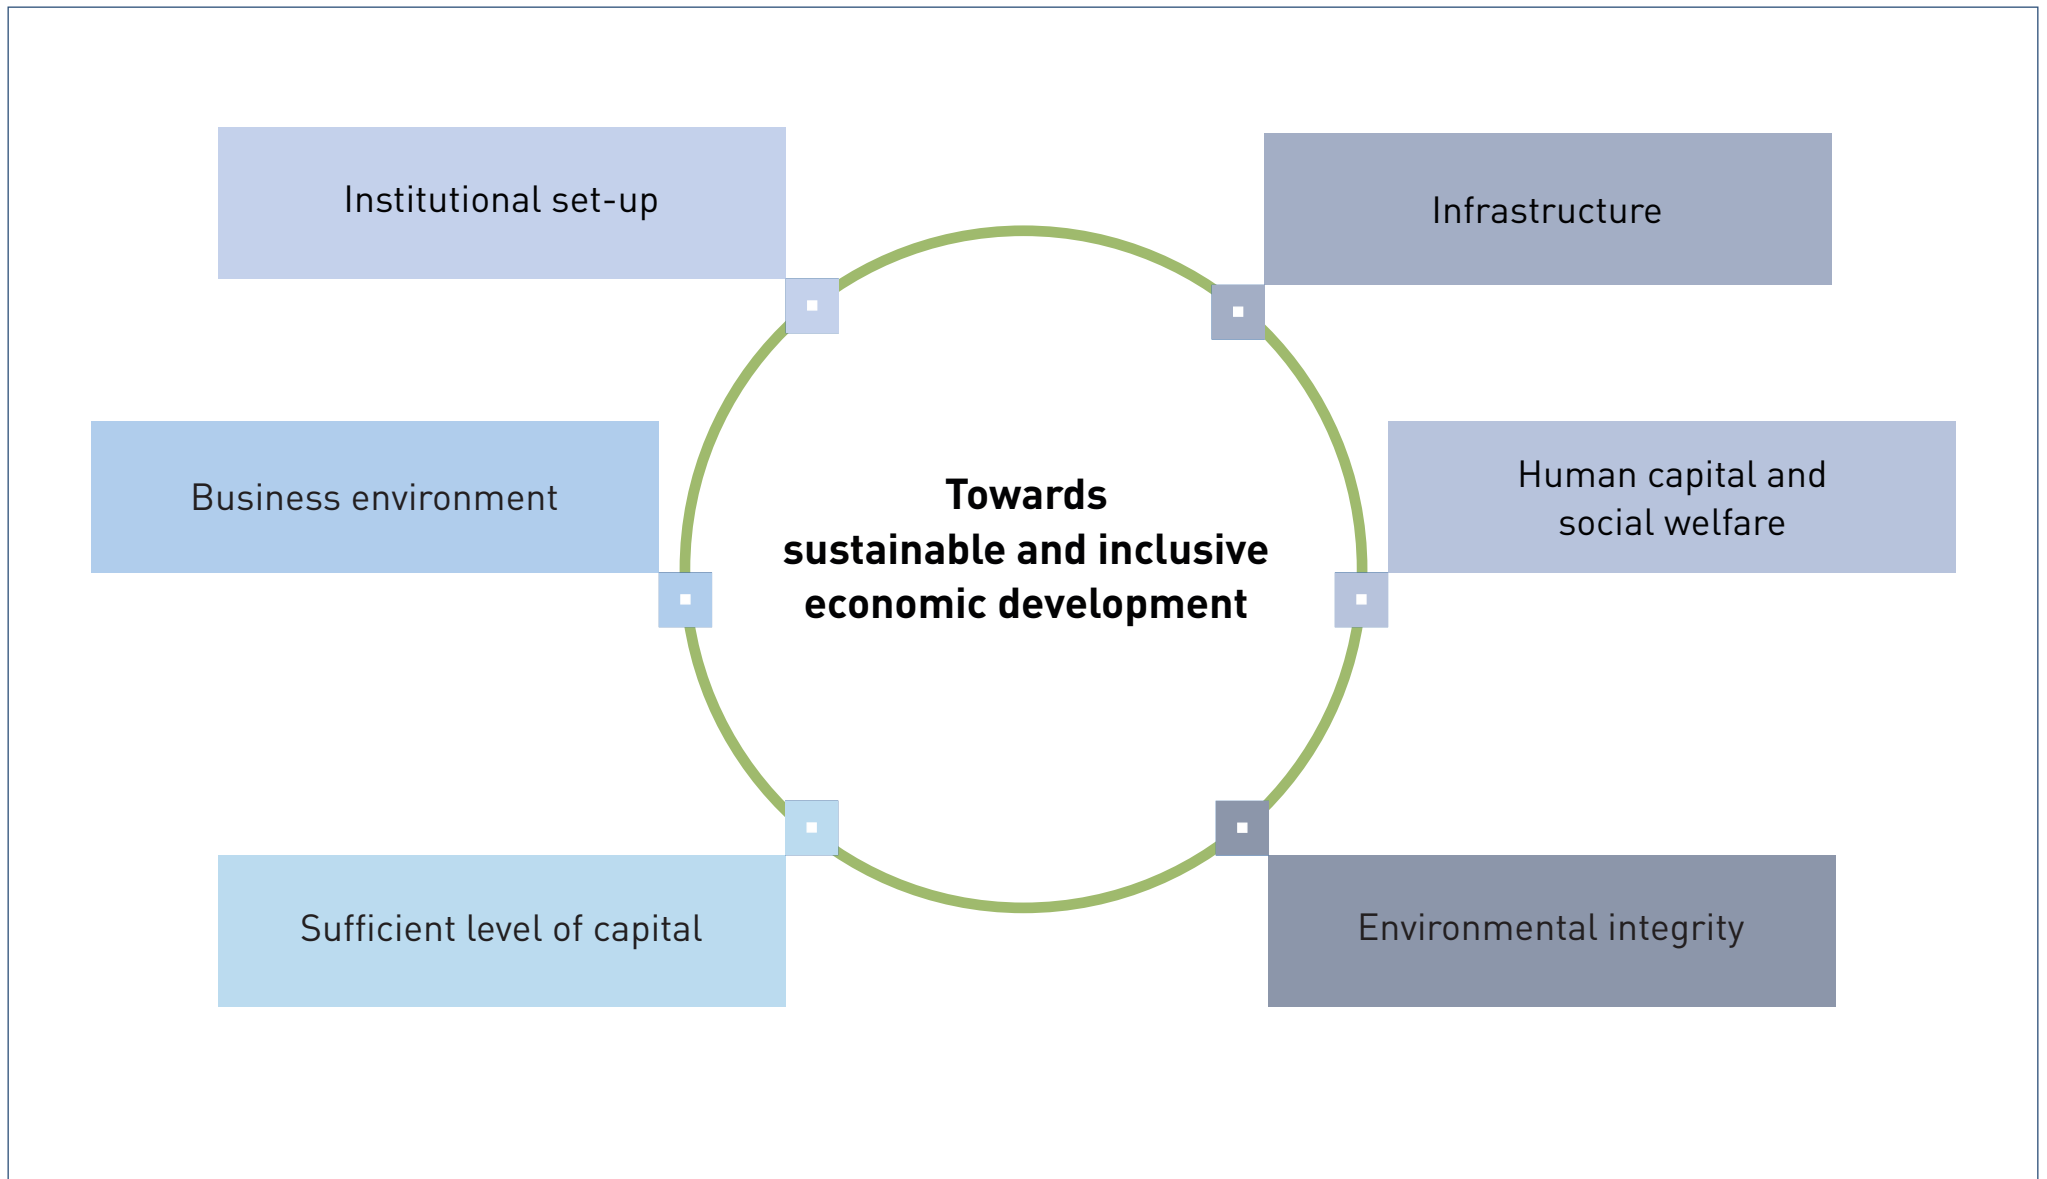 Institutional set-up
Infrastructure
Business environment
Human capital and
social welfare
Towards
sustainable and inclusive
economic development
Sufficient level of capital
Environmental integrity